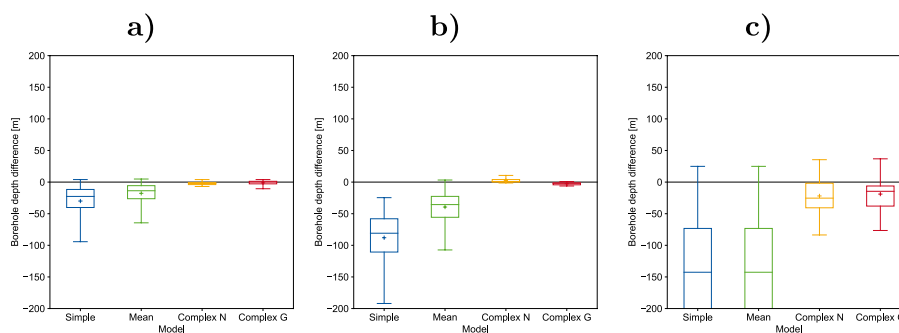 a) b) c)
200 200 200
150 150 150
100 100 100
50 50 50
0 0 0
−50 −50 −50
−100 −100 −100
−150 −150 −150
−200 −200 −200
Borehole depth difference [m] Borehole depth difference [m] Borehole depth difference [m]
Simple Mean Complex N Complex G Simple Mean Complex N Complex G Simple Mean Complex N Complex G
Model Model Model